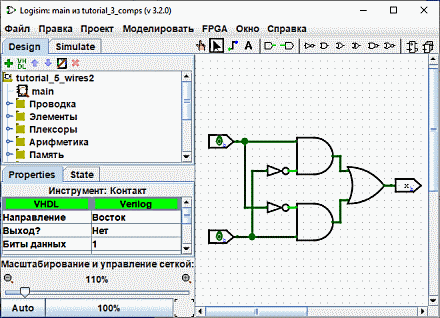 Logisim: main из tutorial_3_comps (v 3.2.0)
Файл Правка Проект Моделировать FPGA Окно Справка
Design Simulate
A
VH
DL
tutorial_5_wires2
main
Проводка
Элементы
Плексоры
Арифметика
Память
Properties State
Инструмент: Контакт
VHDL Verilog
Направление Восток
Выход? Нет
Биты данных 1
Масштабирование и управление сеткой:
110%
Auto 100%
0
x
0